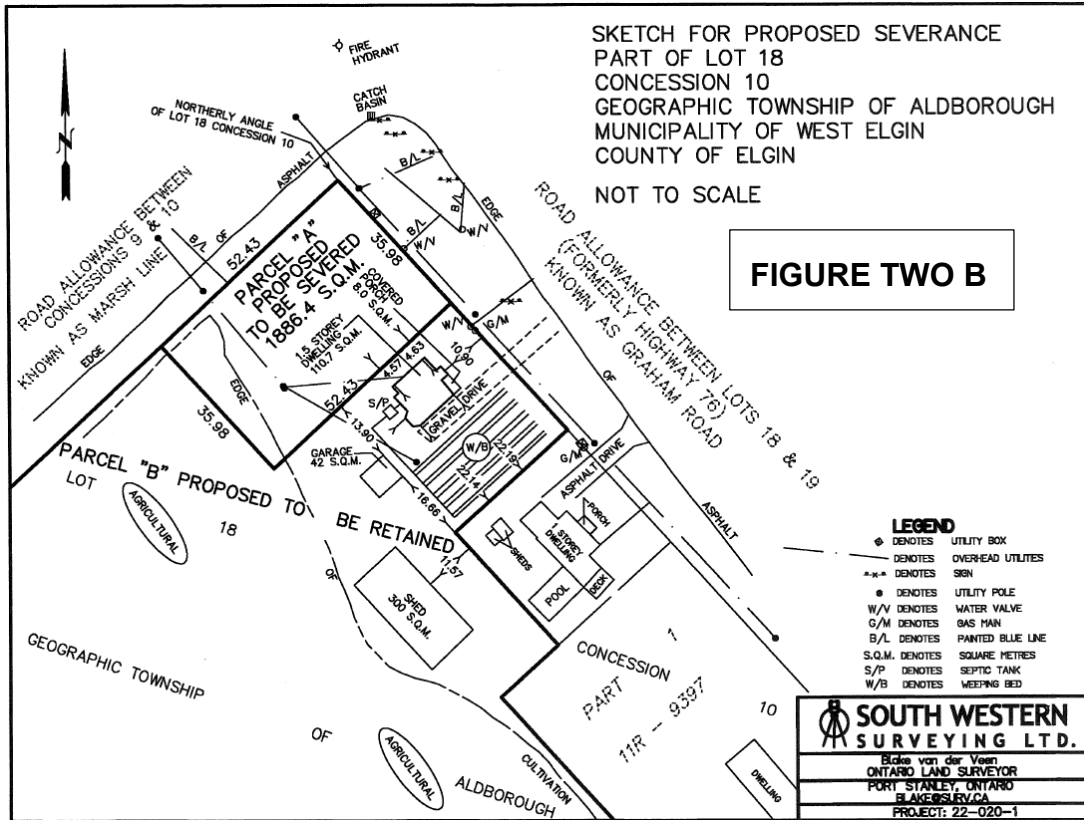 SKETCH FOR PROPOSED SEVERANCE
PART OF LOT 18
CONCESSION 10
GEOGRAPHIC TOWNSHIP OF ALDBOROUGH
MUNICIPALITY OF WEST ELGIN
COUNTY OF ELGIN
NOT TO SCALE
FIGURE TWO B
N
FIRE
HYDRANT
CATCH
BASIN
NORTHERLY ANGLE
OF LOT 18 CONCESSION 10
ROAD ALLOWANCE BETWEEN
CONCESSIONS 9 & 10
KNOWN AS MARSH LINE
EDGE
OF
ASPHALT
B/L
52.43
35.98
B/L
B/L
B/L
W/V
W/V
EDGE
OF
ASPHALT
ROAD ALLOWANCE BETWEEN LOTS 18 & 19
(FORMERLY HIGHWAY 76)
KNOWN AS GRAHAM ROAD
PARCEL "A"
PROPOSED
TO BE SEVERED
1886.4 S.Q.M.
COVERED
PORCH
8.0 S.Q.M.
1.5 STOREY
DWELLING
110.7 S.Q.M.
W/V
G/M
10.90
4.57
4.63
52.43
35.98
EDGE
S/P
GRAVEL DRIVE
13.90
W/B
22.19
22.14
GARAGE
42 S.Q.M.
16.66
G/M
ASPHALT DRIVE
PARCEL "B" PROPOSED TO BE RETAINED
LOT
18
AGRICULTURAL
11.57
SHEDS
1 STOREY
DWELLING
PORCH
POOL
DECK
SHED
300 S.Q.M.
OF
GEOGRAPHIC TOWNSHIP
OF
ALDBOROUGH
AGRICULTURAL
CULTIVATION
CONCESSION
10
PART 1
11R - 9397
DWELLING
LEGEND
DENOTES UTILITY BOX
DENOTES OVERHEAD UTILITES
DENOTES SIGN
DENOTES UTILITY POLE
W/V DENOTES WATER VALVE
G/M DENOTES GAS MAIN
B/L DENOTES PAINTED BLUE LINE
S.Q.M. DENOTES SQUARE METRES
S/P DENOTES SEPTIC TANK
W/B DENOTES WEEPING BED
SOUTH WESTERN
SURVEYING LTD.
Blake van der Veen
ONTARIO LAND SURVEYOR
PORT STANLEY, ONTARIO
BLAKE@SURV.CA
PROJECT: 22-020-1